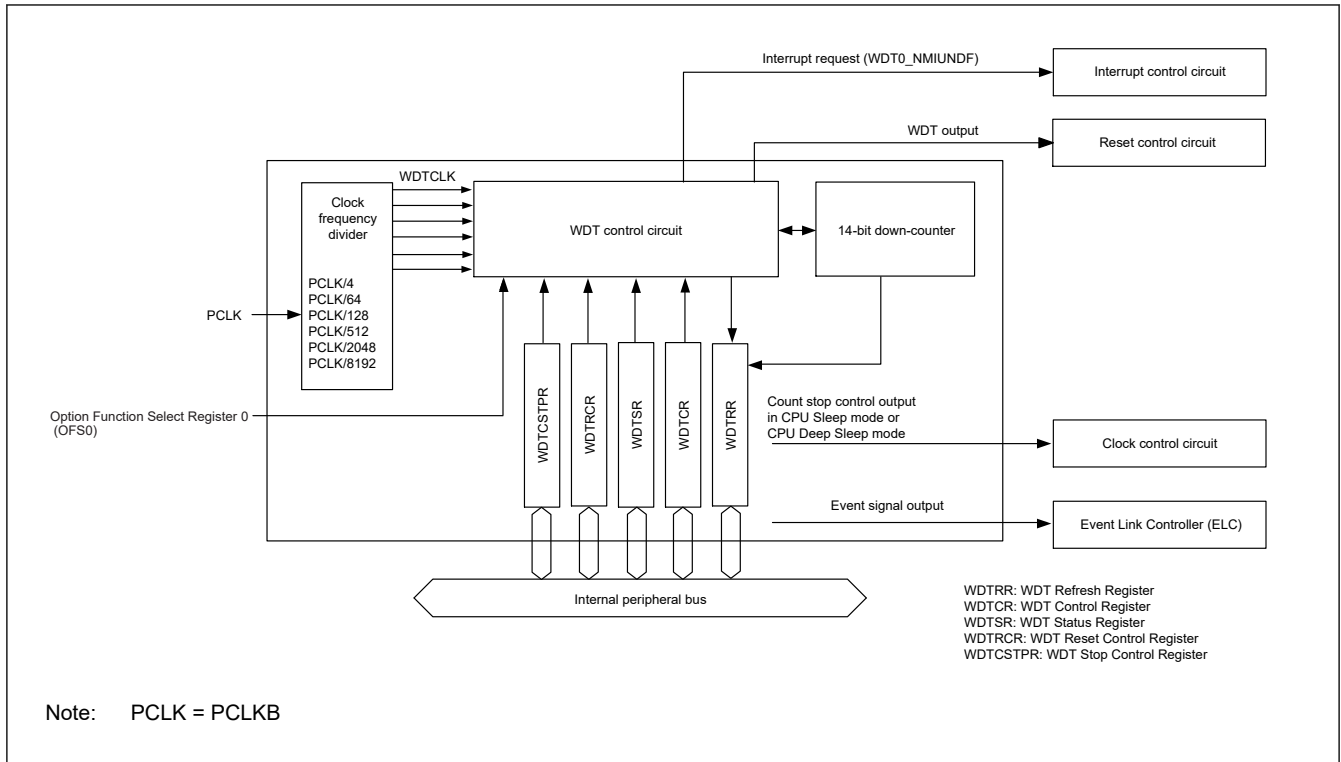 Interrupt request (WDT0_NMIUNDF)
Interrupt control circuit
WDT output
Reset control circuit
WDTCLK
Clock
frequency
divider
WDT control circuit
14-bit down-counter
PCLK/4
PCLK/64
PCLK/128
PCLK/512
PCLK/2048
PCLK/8192
PCLK
Option Function Select Register 0
(OFS0)
WDTCSTPR
WDTRCR
WDTSR
WDTCR
WDTRR
Count stop control output
in CPU Sleep mode or
CPU Deep Sleep mode
Clock control circuit
Event signal output
Event Link Controller (ELC)
Internal peripheral bus
WDTRR: WDT Refresh Register
WDTCR: WDT Control Register
WDTSR: WDT Status Register
WDTRCR: WDT Reset Control Register
WDTCSTPR: WDT Stop Control Register
Note: PCLK = PCLKB